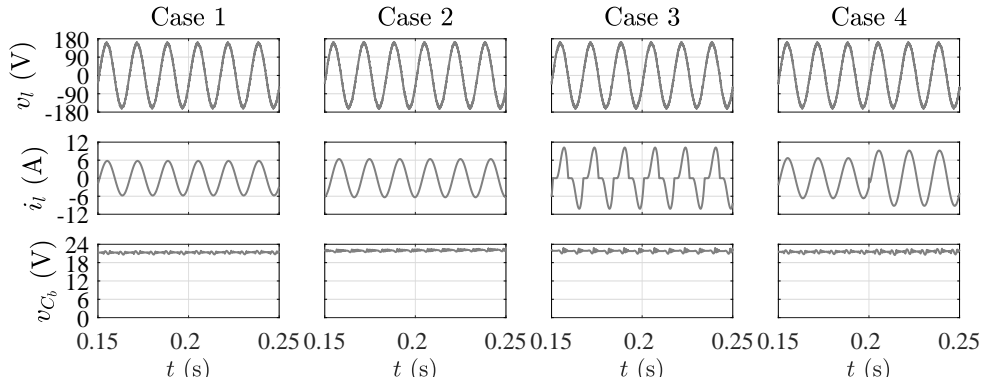 Case 1 Case 2 Case 3 Case 4
v_l (V)
180
90
0
-90
-180
i_l (A)
12
6
0
-6
-12
v_{C_b} (V)
24
18
12
6
0
0.15 0.2 0.25 0.15 0.2 0.25 0.15 0.2 0.25 0.15 0.2 0.25
t (s) t (s) t (s) t (s)